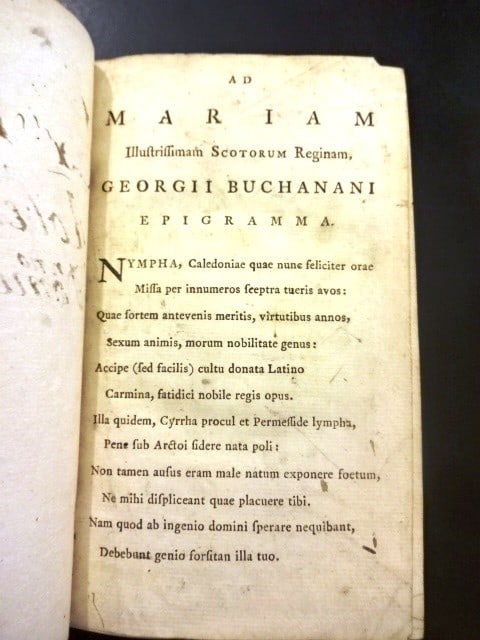 AD
MARIAM
Illustrissimam SCOTORUM Reginam,
GEORGII BUCHANANI
EPIGRAMMA.
NYMPHA, Caledoniae quae nunc feliciter orae
Missa per innumeros sceptra tueris avos:
Quae sortem antevenis meritis, virtutibus annos,
Sexum animis, morum nobilitate genus:
Accipe (sed facilis) cultu donata Latino
Carmina, fatidici nobile regis opus.
Illa quidem, Cyrrha procul et Permesside lympha,
Pene sub Arctoi sidere nata poli:
Non tamen ausus eram male natum exponere foetum,
Ne mihi displiceant quae placuere tibi.
Nam quod ab ingenio domini sperare nequibant,
Debebunt genio forsitan illa tuo.